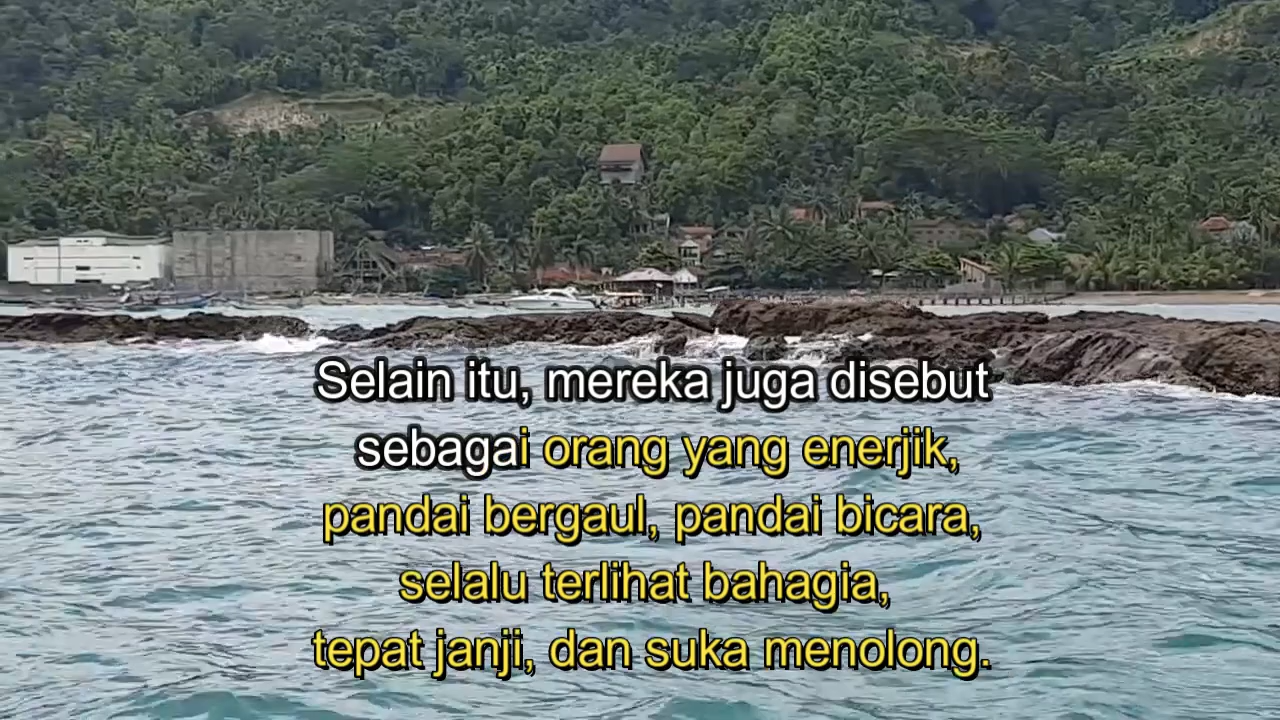 Selain itu, mereka juga disebut
sebagai orang yang enerjik,
pandai bergaul, pandai bicara,
selalu terlihat bahagia,
tepat janji, dan suka menolong.